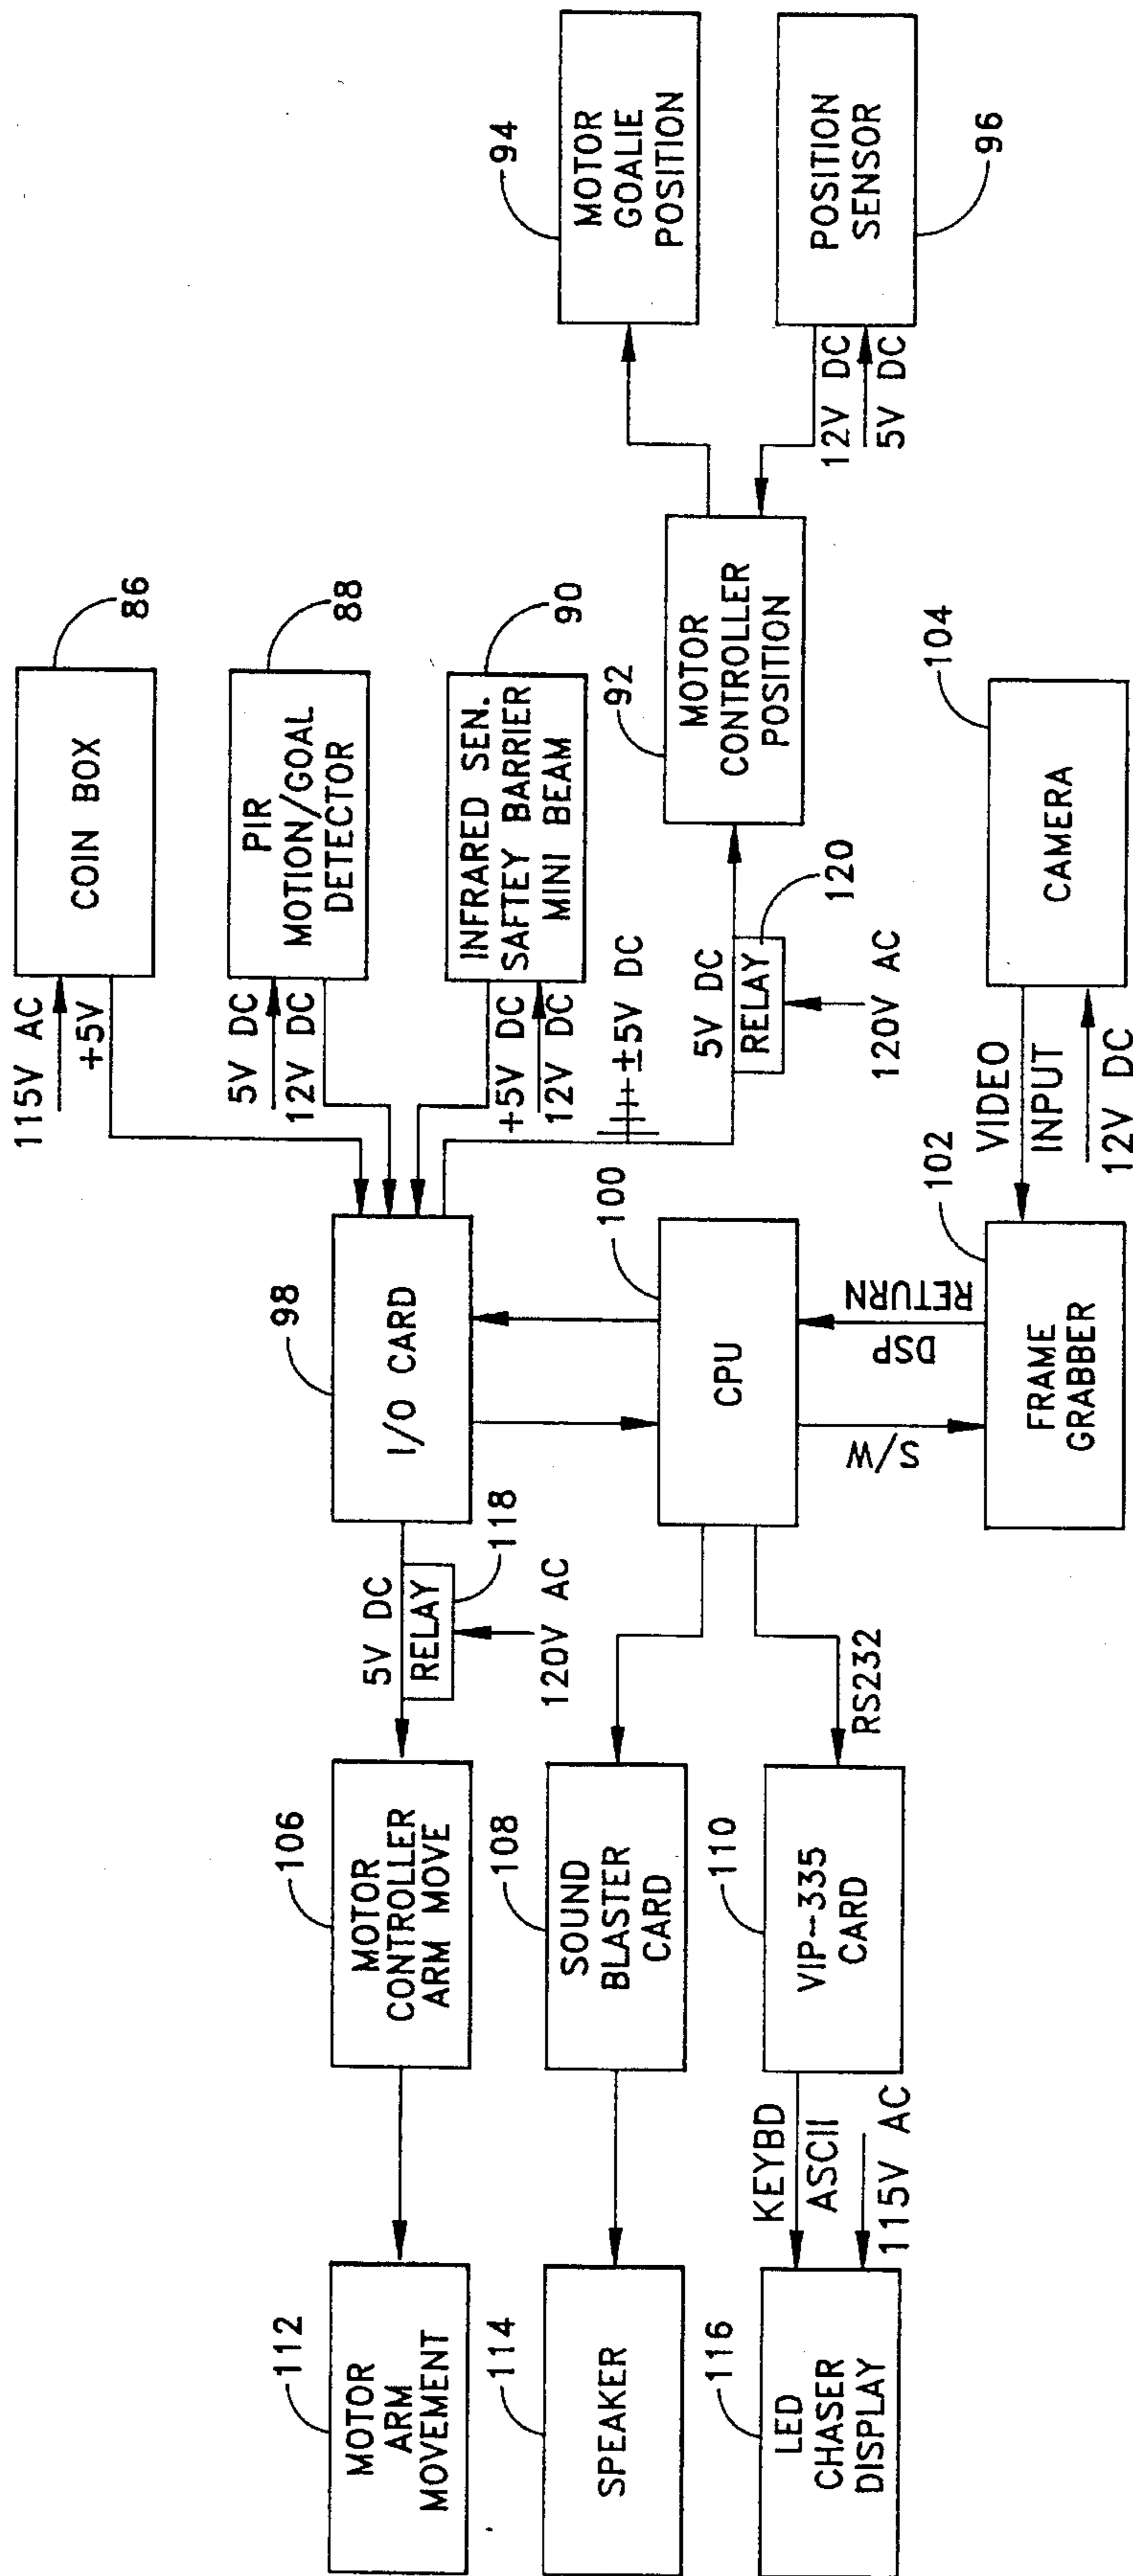 112
MOTOR
ARM
MOVEMENT
106
MOTOR
CONTROLLER
ARM MOVE
5V DC
RELAY
118
120V AC
98
I/O CARD
115V AC
+5V
COIN BOX
86
5V DC
12V DC
PIR
MOTION/GOAL
DETECTOR
88
+5V DC
12V DC
INFRARED SEN.
SAFTEY BARRIER
MINI BEAM
90
±5V DC
114
SPEAKER
108
SOUND
BLASTER
CARD
100
CPU
5V DC
RELAY
120
120V AC
92
MOTOR
CONTROLLER
POSITION
94
MOTOR
GOALIE
POSITION
12V DC
5V DC
POSITION
SENSOR
96
116
LED
CHASER
DISPLAY
KEYBD
ASCII
115V AC
110
VIP-335
CARD
RS232
S/W
DSP
RETURN
102
FRAME
GRABBER
VIDEO
INPUT
12V DC
104
CAMERA